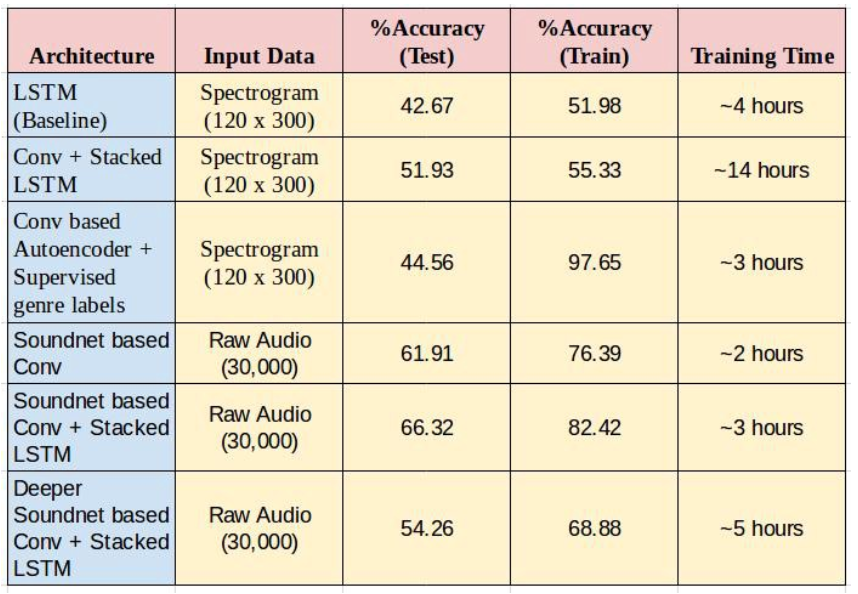 Architecture Input Data %Accuracy (Test) %Accuracy (Train) Training Time
LSTM (Baseline) Spectrogram (120 x 300) 42.67 51.98 ~4 hours
Conv + Stacked LSTM Spectrogram (120 x 300) 51.93 55.33 ~14 hours
Conv based Autoencoder + Supervised genre labels Spectrogram (120 x 300) 44.56 97.65 ~3 hours
Soundnet based Conv Raw Audio (30,000) 61.91 76.39 ~2 hours
Soundnet based Conv + Stacked LSTM Raw Audio (30,000) 66.32 82.42 ~3 hours
Deeper Soundnet based Conv + Stacked LSTM Raw Audio (30,000) 54.26 68.88 ~5 hours